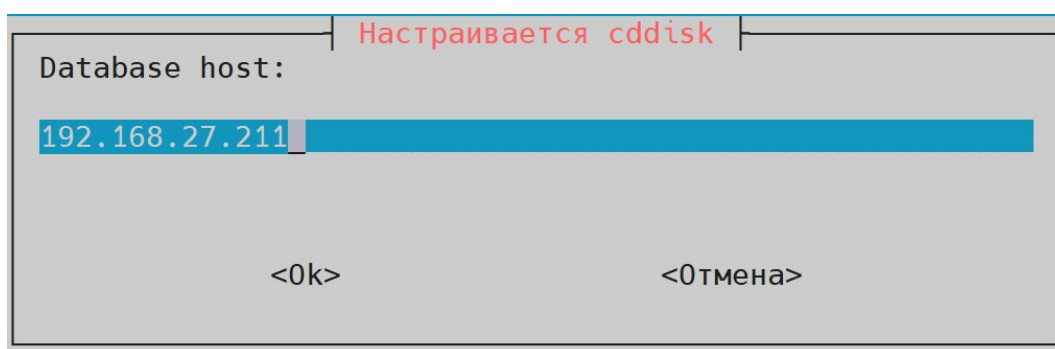 Настраивается cddisk
Database host:
192.168.27.211
<Ok> <Отмена>